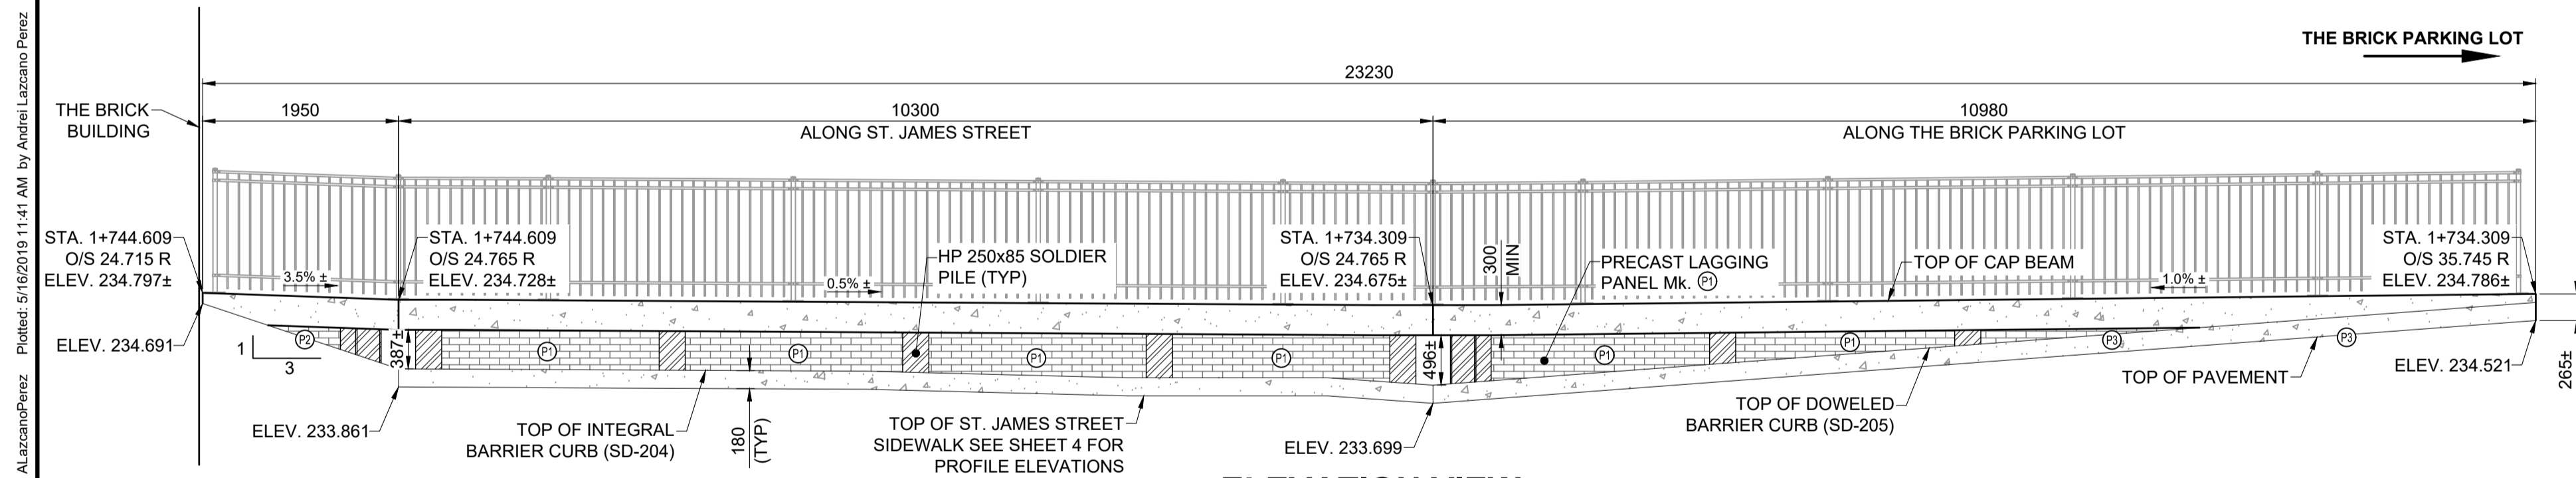 ALazcanoPerez Plotted: 5/16/2019 11:41 AM by Andrei Lazcano Perez
THE BRICK PARKING LOT
23230
THE BRICK
BUILDING
1950
10300
ALONG ST. JAMES STREET
10980
ALONG THE BRICK PARKING LOT
STA. 1+744.609
O/S 24.715 R
ELEV. 234.797±
3.5% ±
STA. 1+744.609
O/S 24.765 R
ELEV. 234.728±
0.5% ±
HP 250x85 SOLDIER
PILE (TYP)
STA. 1+734.309
O/S 24.765 R
ELEV. 234.675±
300
MIN
PRECAST LAGGING
PANEL Mk. P1
TOP OF CAP BEAM
1.0% ±
STA. 1+734.309
O/S 35.745 R
ELEV. 234.786±
ELEV. 234.691
1
3
P2
387±
P1
P1
P1
P1
496±
P1
P1
P3
P3
265±
ELEV. 234.521
TOP OF PAVEMENT
ELEV. 233.861
TOP OF INTEGRAL
BARRIER CURB (SD-204)
180
(TYP)
TOP OF ST. JAMES STREET
SIDEWALK SEE SHEET 4 FOR
PROFILE ELEVATIONS
ELEV. 233.699
TOP OF DOWELED
BARRIER CURB (SD-205)
ELEVATION VIEW